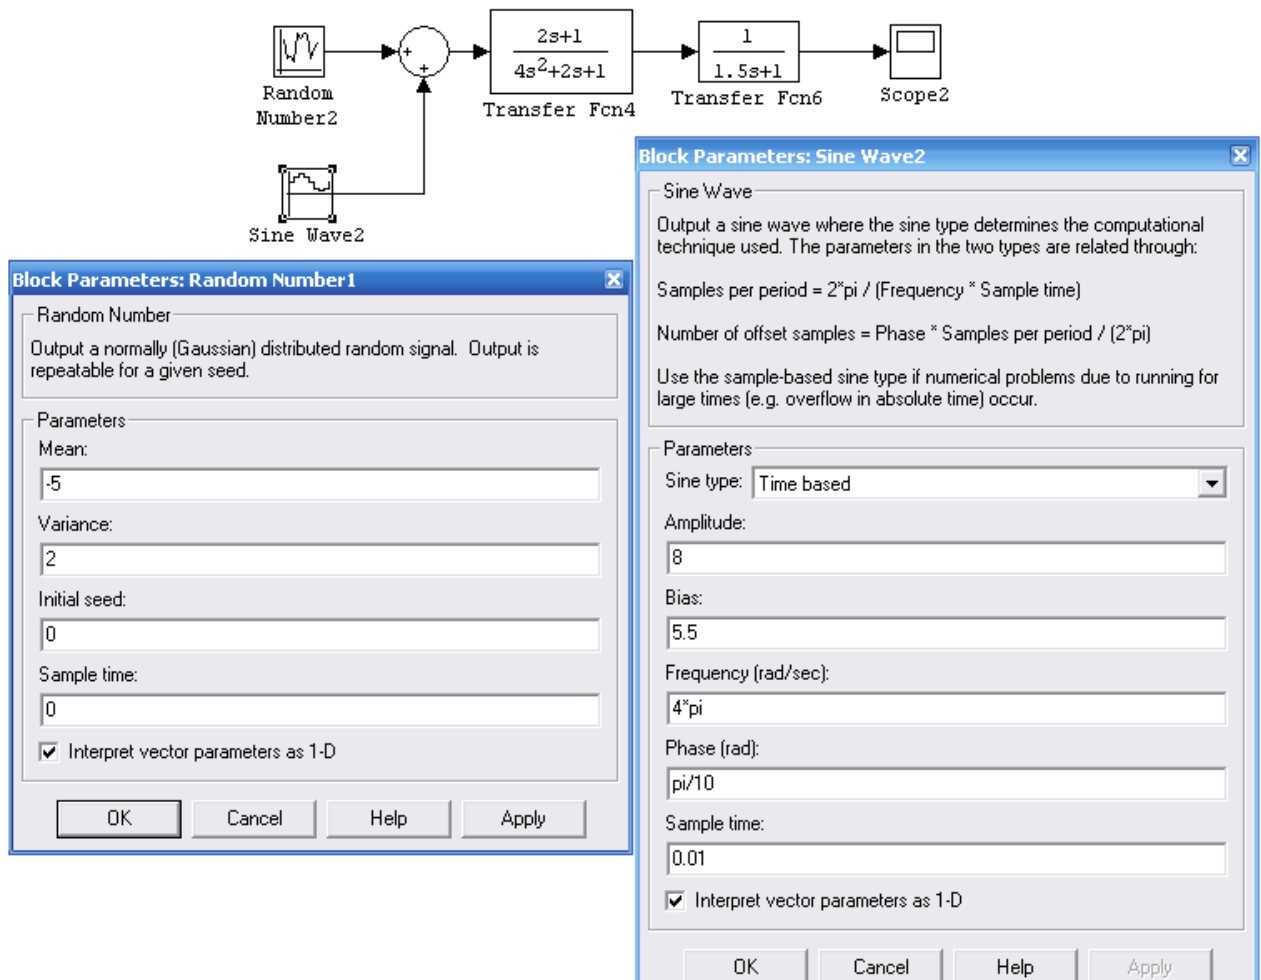 2s+1
4s²+2s+1
1
1.5s+1
+
+
Random
Number2
Transfer Fcn4
Transfer Fcn6
Scope2
Sine Wave2
Block Parameters: Random Number1
Random Number
Output a normally (Gaussian) distributed random signal. Output is
repeatable for a given seed.
Parameters
Mean:
-5
Variance:
2
Initial seed:
0
Sample time:
0
Interpret vector parameters as 1-D
OK Cancel Help Apply
Block Parameters: Sine Wave2
Sine Wave
Output a sine wave where the sine type determines the computational
technique used. The parameters in the two types are related through:
Samples per period = 2*pi / (Frequency * Sample time)
Number of offset samples = Phase * Samples per period / (2*pi)
Use the sample-based sine type if numerical problems due to running for
large times (e.g. overflow in absolute time) occur.
Parameters
Sine type: Time based
Amplitude:
8
Bias:
5.5
Frequency (rad/sec):
4*pi
Phase (rad):
pi/10
Sample time:
0.01
Interpret vector parameters as 1-D
OK Cancel Help Apply